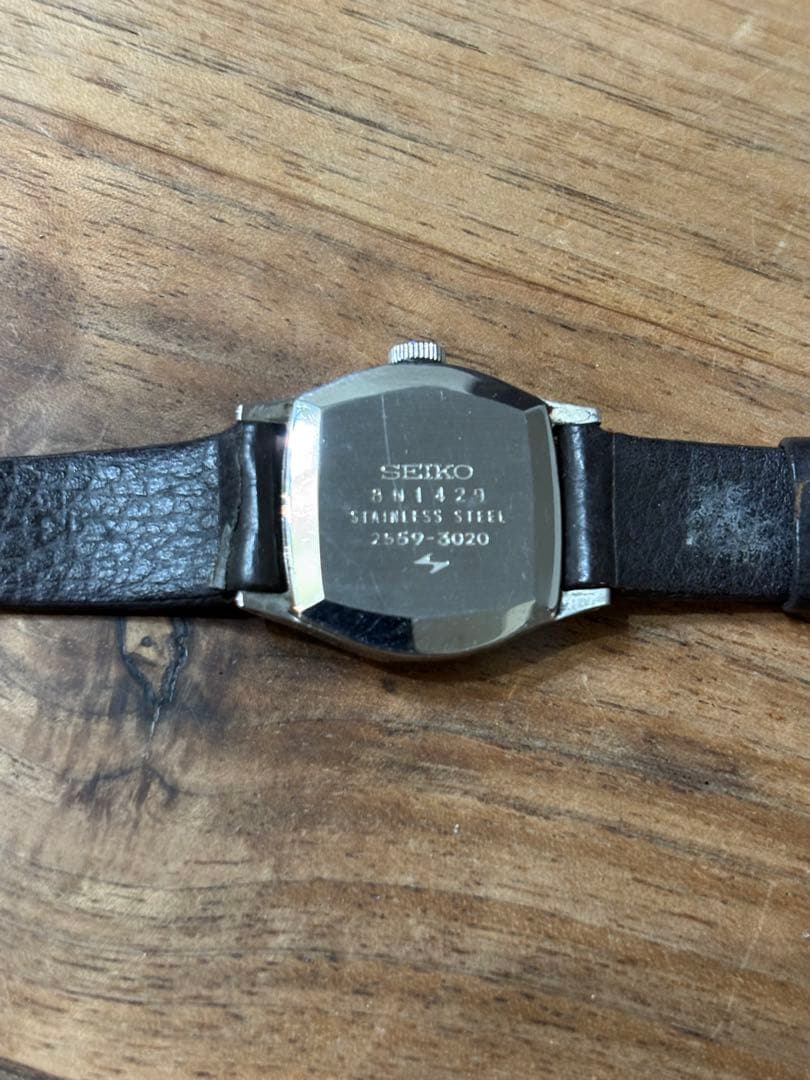 SEIKO
8N1429
STAINLESS STEEL
2559-3020